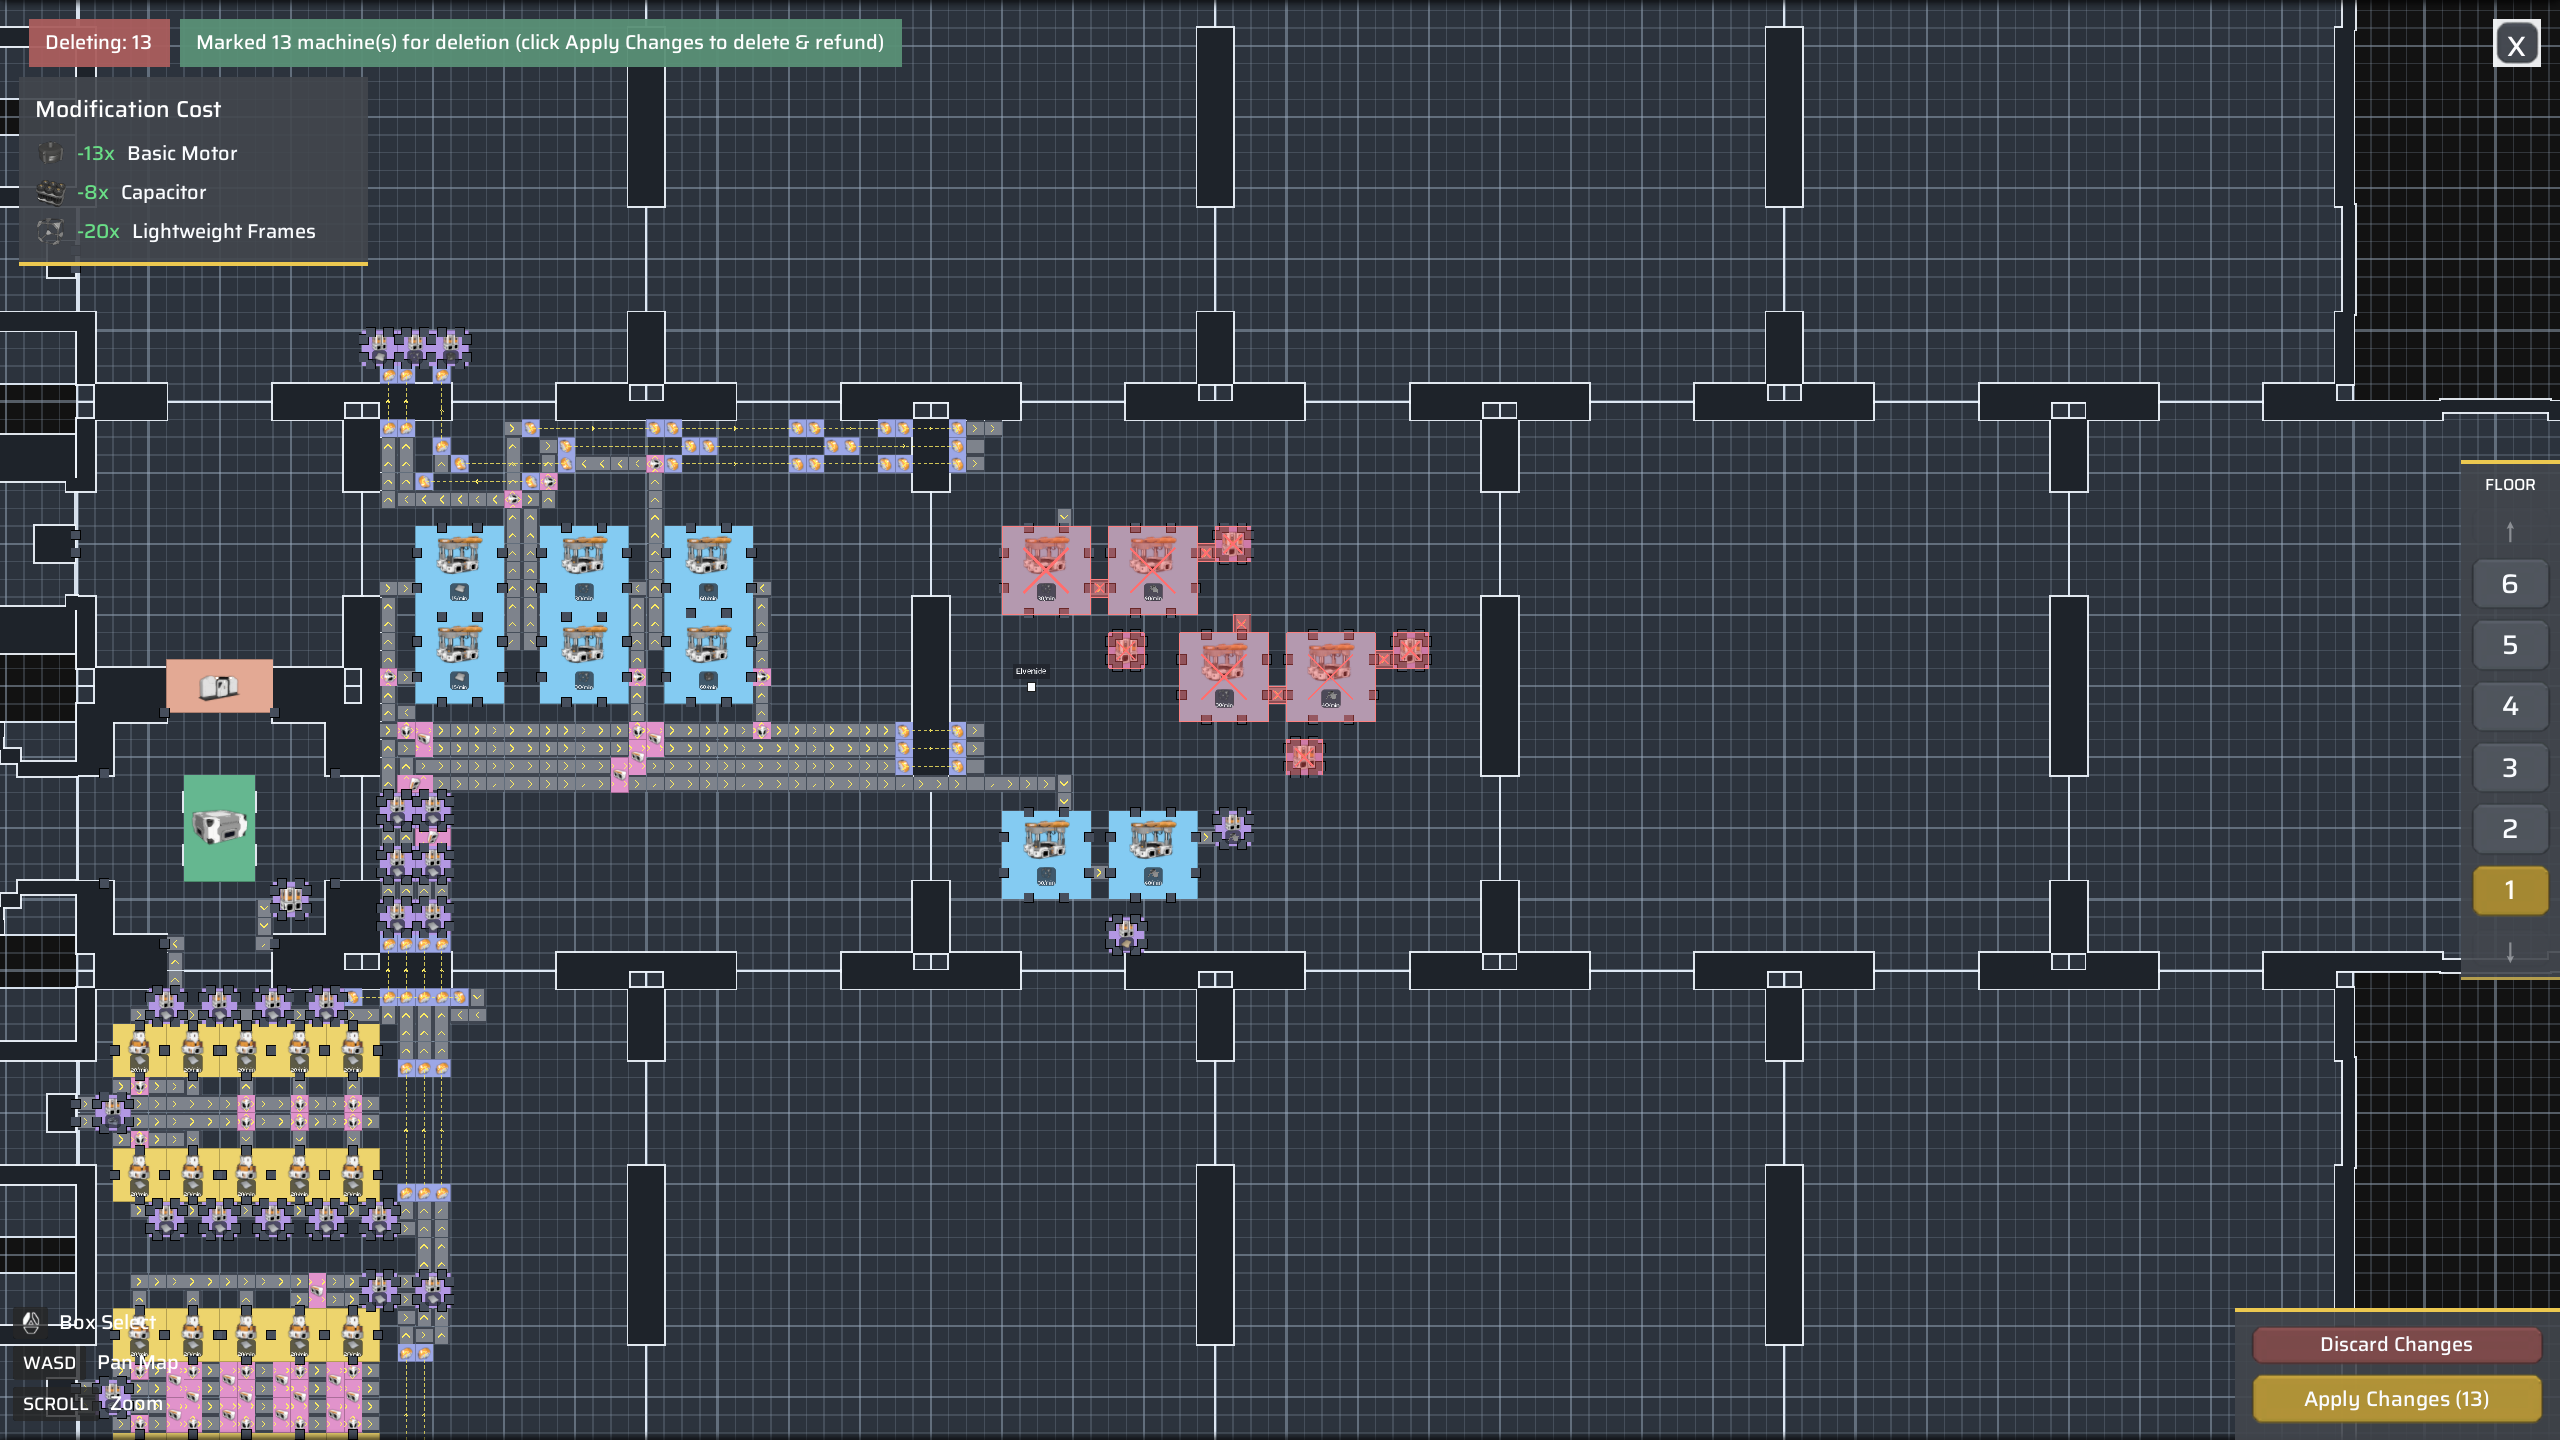 Deleting: 13
Marked 13 machine(s) for deletion (click Apply Changes to delete & refund)
X
Modification Cost
-13x Basic Motor
-8x Capacitor
-20x Lightweight Frames
FLOOR
↑
6
5
4
3
2
1
↓
Elvenide
Box Select
WASD Pan Map
SCROLL Zoom
Discard Changes
Apply Changes (13)